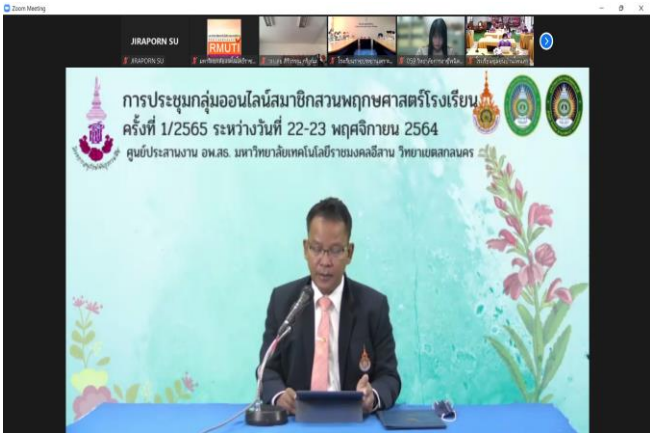 Zoom Meeting
JIRAPORN SU
RMUTI
JIRAPORN SU
การประชุมกลุ่มออนไลน์สมาชิกสวนพฤกษศาสตร์โรงเรียน
ครั้งที่ 1/2565 ระหว่างวันที่ 22-23 พฤศจิกายน 2564
ศูนย์ประสานงาน อพ.สธ. มหาวิทยาลัยเทคโนโลยีราชมงคลอีสาน วิทยาเขตสกลนคร